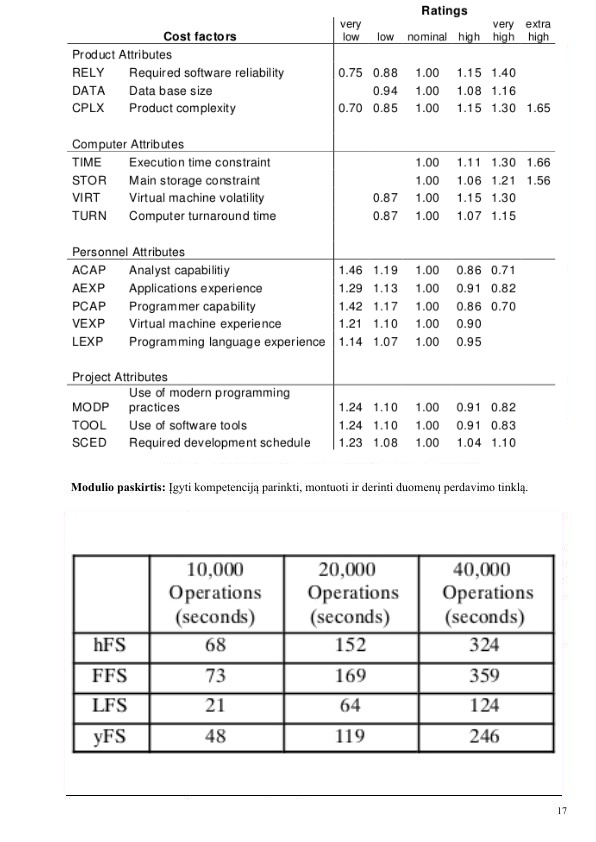 Ratings
Cost factors very low low nominal high very high extra high
Product Attributes
RELY Required software reliability 0.75 0.88 1.00 1.15 1.40
DATA Data base size 0.94 1.00 1.08 1.16
CPLX Product complexity 0.70 0.85 1.00 1.15 1.30 1.65
Computer Attributes
TIME Execution time constraint 1.00 1.11 1.30 1.66
STOR Main storage constraint 1.00 1.06 1.21 1.56
VIRT Virtual machine volatility 0.87 1.00 1.15 1.30
TURN Computer turnaround time 0.87 1.00 1.07 1.15
Personnel Attributes
ACAP Analyst capabilitiy 1.46 1.19 1.00 0.86 0.71
AEXP Applications experience 1.29 1.13 1.00 0.91 0.82
PCAP Programmer capability 1.42 1.17 1.00 0.86 0.70
VEXP Virtual machine experience 1.21 1.10 1.00 0.90
LEXP Programming language experience 1.14 1.07 1.00 0.95
Project Attributes
MODP Use of modern programming practices 1.24 1.10 1.00 0.91 0.82
TOOL Use of software tools 1.24 1.10 1.00 0.91 0.83
SCED Required development schedule 1.23 1.08 1.00 1.04 1.10
Modulio paskirtis: Įgyti kompetenciją parinkti, montuoti ir derinti duomenų perdavimo tinklą.
10,000 Operations (seconds) 20,000 Operations (seconds) 40,000 Operations (seconds)
hFS 68 152 324
FFS 73 169 359
LFS 21 64 124
yFS 48 119 246
17